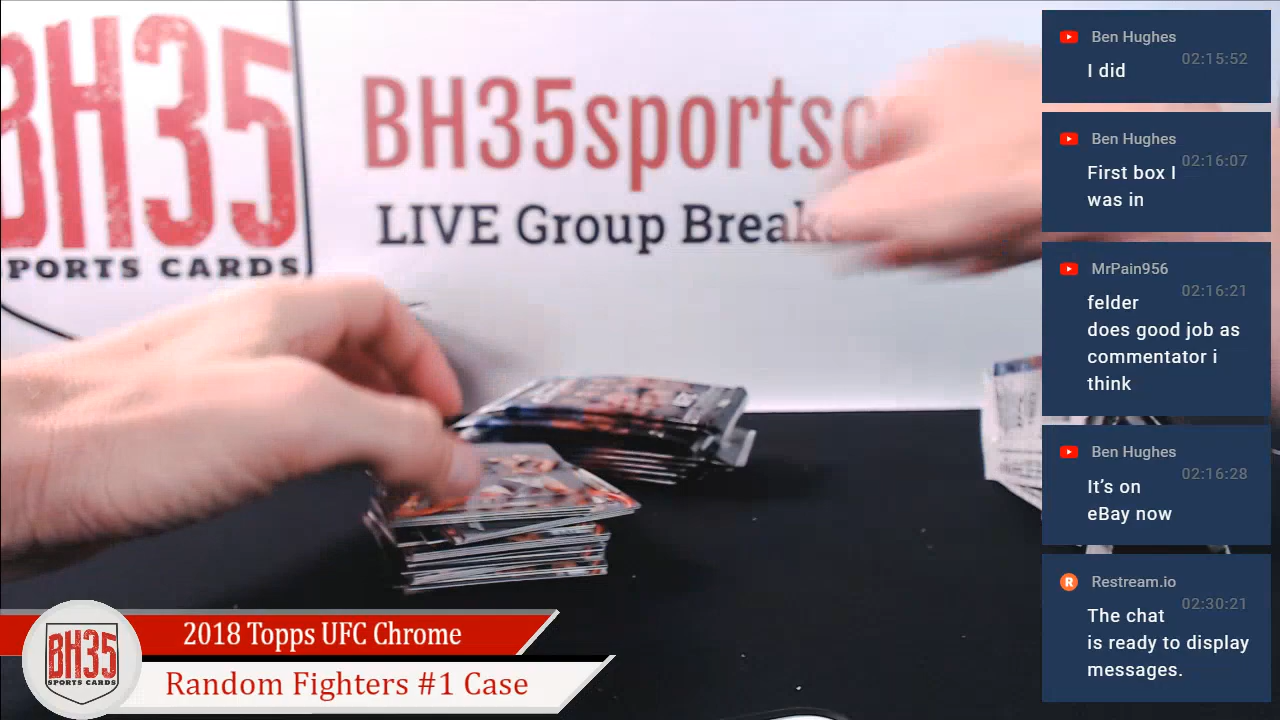 BH35
SPORTS CARDS
BH35sportsc
LIVE Group Breaks
Ben Hughes
02:15:52
I did
Ben Hughes
02:16:07
First box I
was in
MrPain956
02:16:21
felder
does good job as
commentator i
think
Ben Hughes
02:16:28
It’s on
eBay now
Restream.io
02:30:21
The chat
is ready to display
messages.
2018 Topps UFC Chrome
Random Fighters #1 Case
BH35
SPORTS CARDS